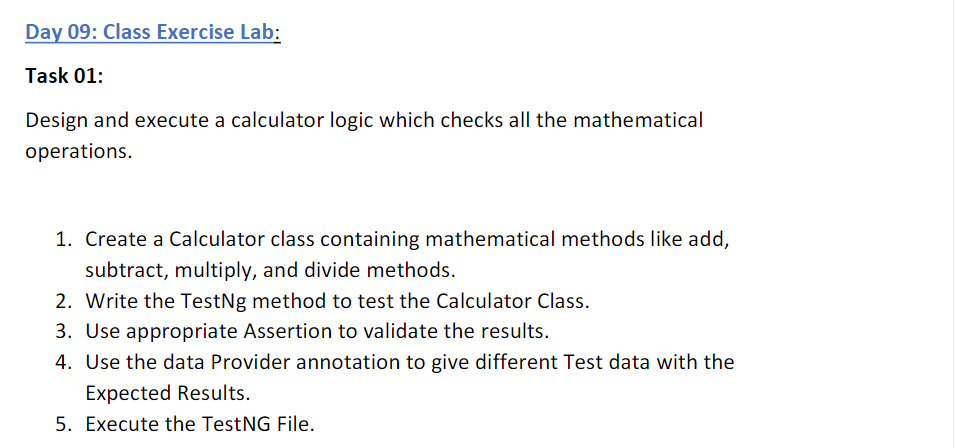 Day 09: Class Exercise Lab:
Task 01:
Design and execute a calculator logic which checks all the mathematical
operations.
1. Create a Calculator class containing mathematical methods like add,
subtract, multiply, and divide methods.
2. Write the TestNg method to test the Calculator Class.
3. Use appropriate Assertion to validate the results.
4. Use the data Provider annotation to give different Test data with the
Expected Results.
5. Execute the TestNG File.